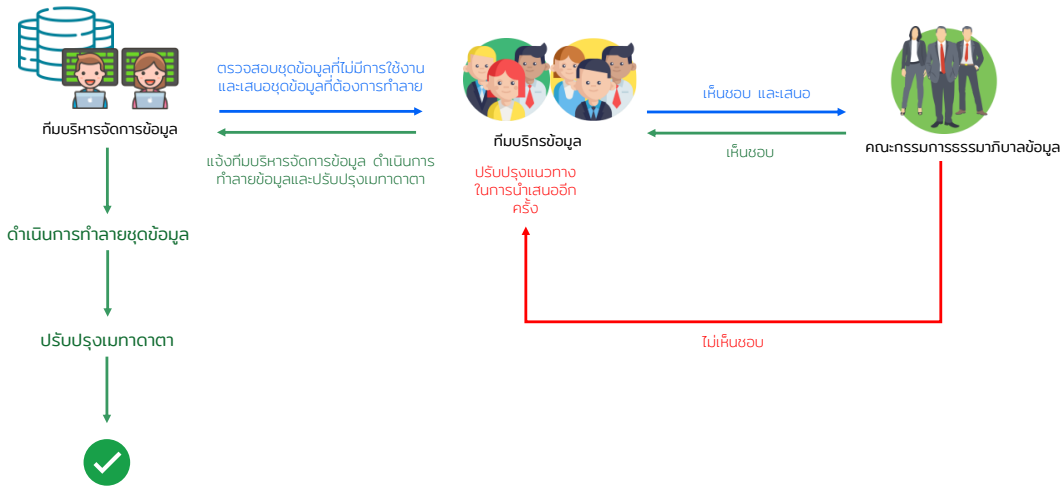 ตรวจสอบชุดข้อมูลที่ไม่มีการใช้งาน
และเสนอชุดข้อมูลที่ต้องการทำลาย
เห็นชอบ และเสนอ
ทีมบริหารจัดการข้อมูล
ทีมบริกรข้อมูล
คณะกรรมการธรรมาภิบาลข้อมูล
เห็นชอบ
แจ้งทีมบริหารจัดการข้อมูล ดำเนินการ
ทำลายข้อมูลและปรับปรุงเมทาดาตา
ปรับปรุงแนวทาง
ในการนำเสนออีก
ครั้ง
ดำเนินการทำลายชุดข้อมูล
ปรับปรุงเมทาดาตา
ไม่เห็นชอบ